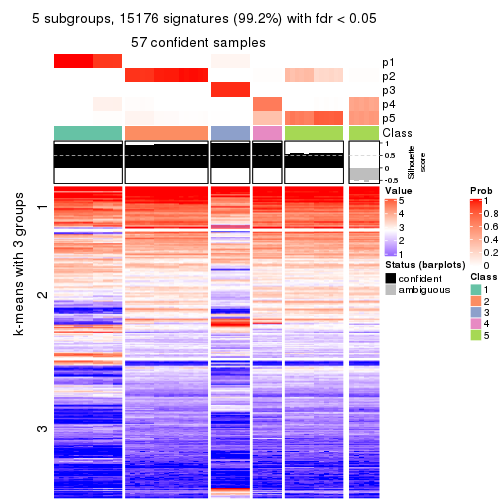 5 subgroups, 15176 signatures (99.2%) with fdr < 0.05
57 confident samples
p1
p2
p3
p4
p5
Class
1
0.5
0
-0.5
Silhouette
score
k-means with 3 groups
1
2
3
Value
5
4
3
2
1
Status (barplots)
confident
ambiguous
Prob
1
0.8
0.6
0.4
0.2
0
Class
1
2
3
4
5